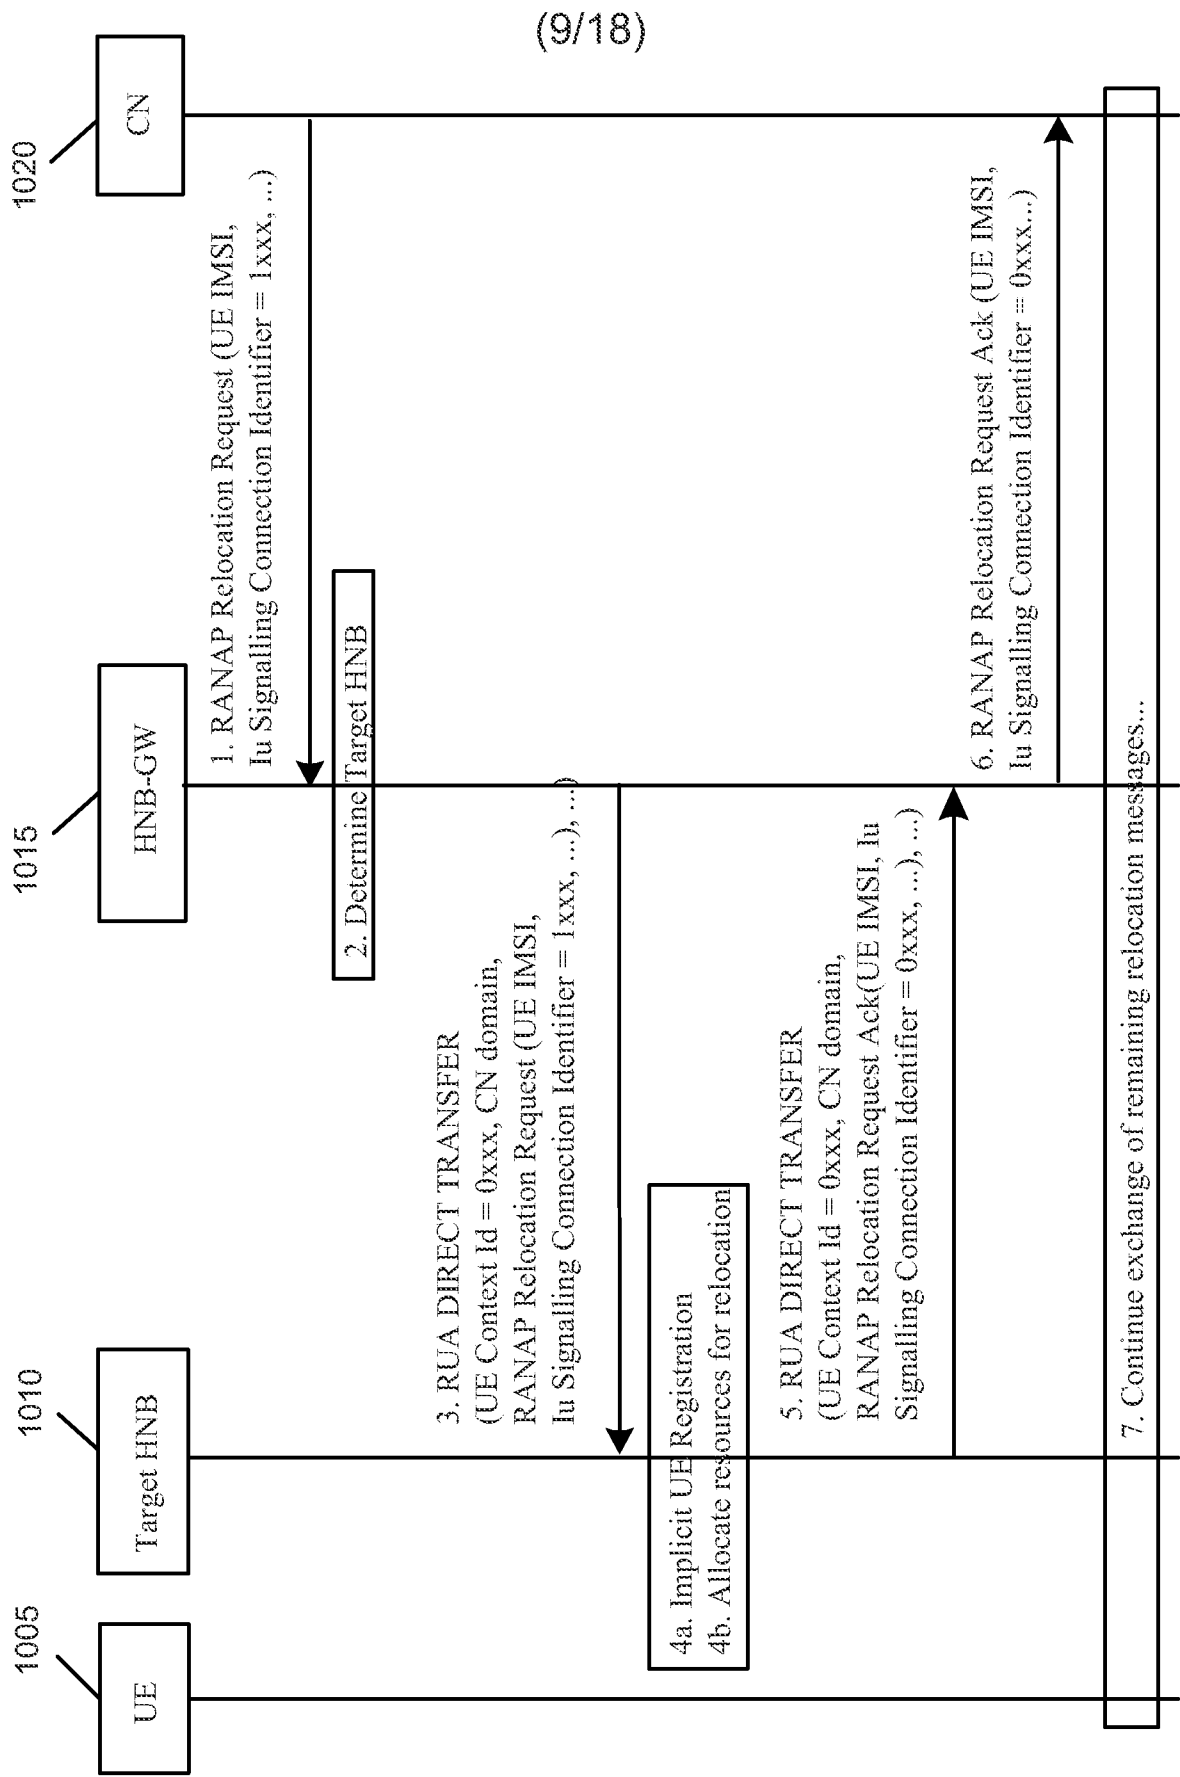 (9/18)
1005
1010
1015
1020
UE
Target HNB
HNB-GW
CN
1. RANAP Relocation Request (UE IMSI,
Iu Signalling Connection Identifier = 1xxx, ...)
2. Determine Target HNB
3. RUA DIRECT TRANSFER
(UE Context Id = 0xxx, CN domain,
RANAP Relocation Request (UE IMSI,
Iu Signalling Connection Identifier = 1xxx, ...), ...)
4a. Implicit UE Registration
4b. Allocate resources for relocation
5. RUA DIRECT TRANSFER
(UE Context Id = 0xxx, CN domain,
RANAP Relocation Request Ack(UE IMSI, Iu
Signalling Connection Identifier = 0xxx, ...), ...)
6. RANAP Relocation Request Ack (UE IMSI,
Iu Signalling Connection Identifier = 0xxx...)
7. Continue exchange of remaining relocation messages...